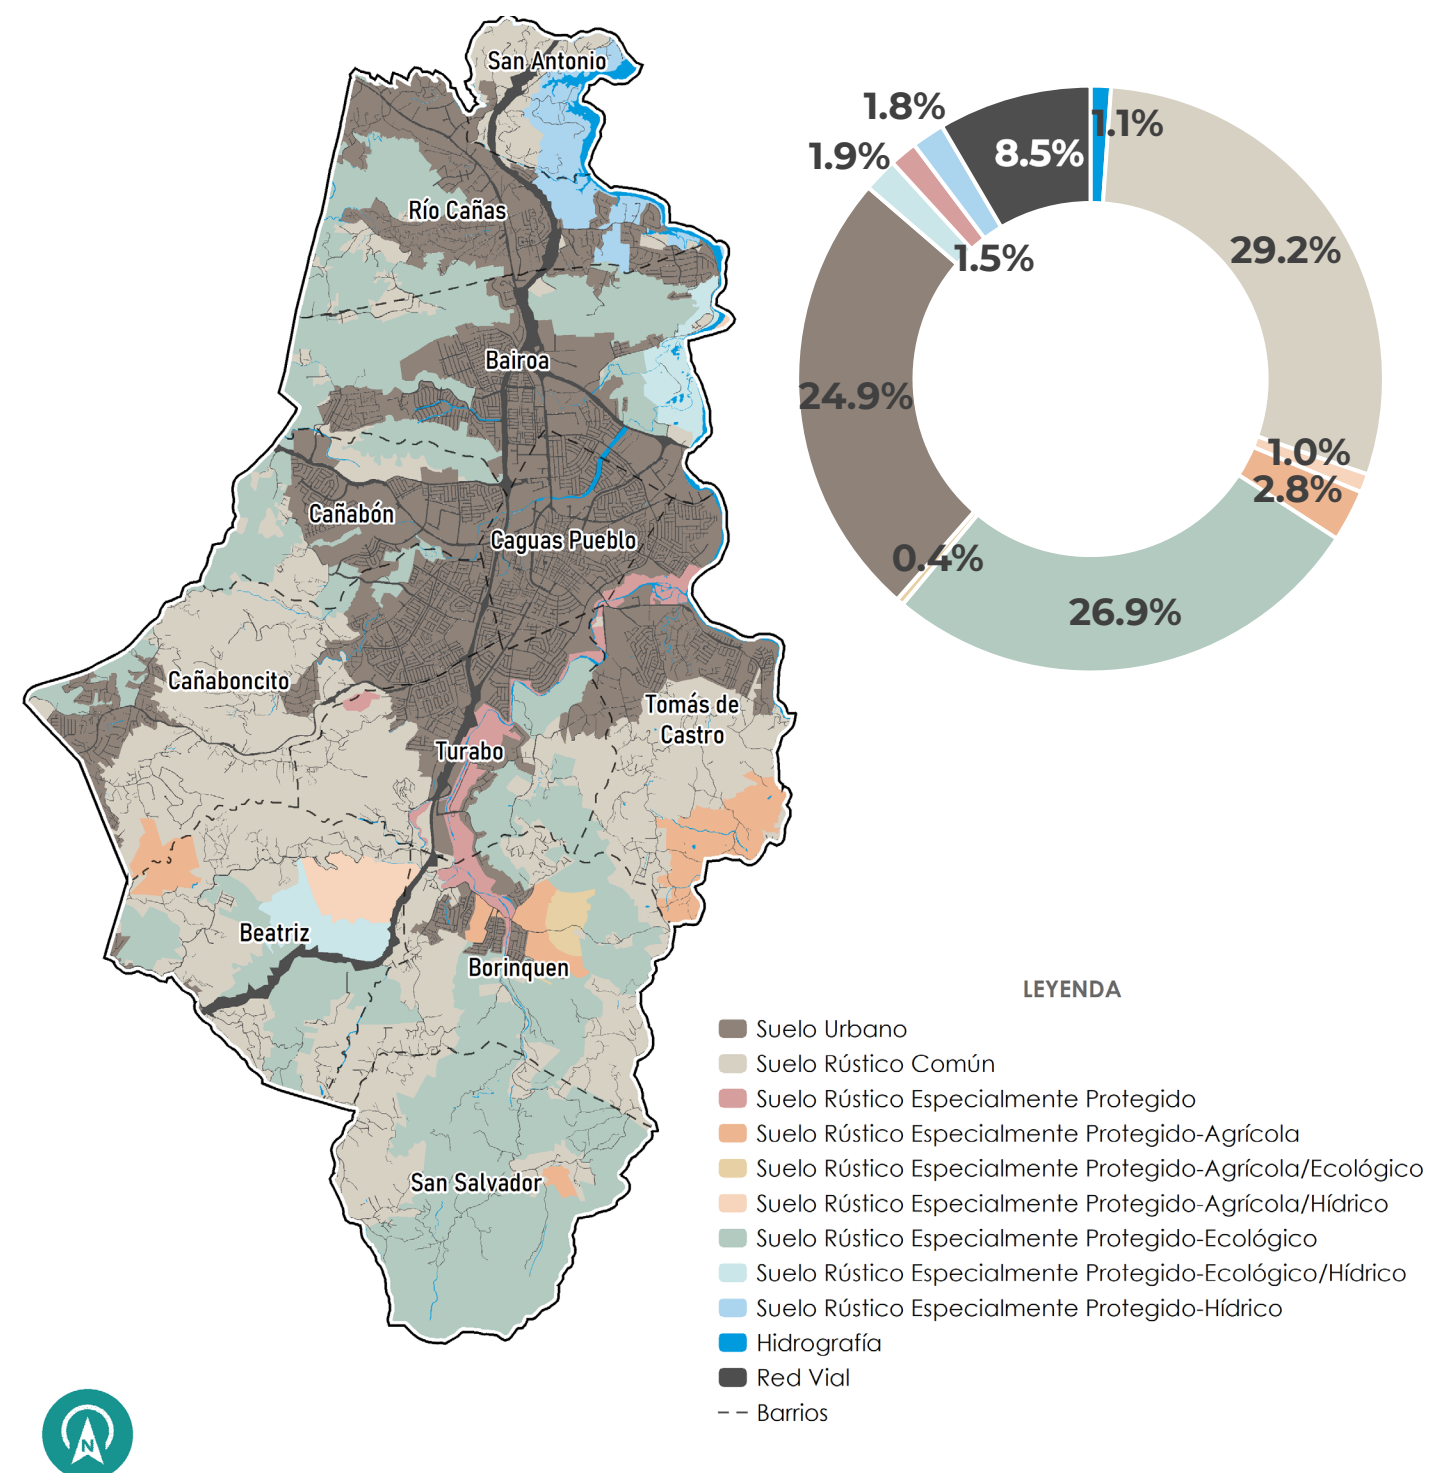 San Antonio
Río Cañas
Bairoa
Cañabón
Caguas Pueblo
Cañaboncito
Tomás de
Castro
Turabo
Beatriz
Borinquen
San Salvador
1.8%
1.9%
8.5%
1.1%
29.2%
1.5%
24.9%
1.0%
2.8%
0.4%
26.9%
LEYENDA
Suelo Urbano
Suelo Rústico Común
Suelo Rústico Especialmente Protegido
Suelo Rústico Especialmente Protegido-Agrícola
Suelo Rústico Especialmente Protegido-Agrícola/Ecológico
Suelo Rústico Especialmente Protegido-Agrícola/Hídrico
Suelo Rústico Especialmente Protegido-Ecológico
Suelo Rústico Especialmente Protegido-Ecológico/Hídrico
Suelo Rústico Especialmente Protegido-Hídrico
Hidrografía
Red Vial
Barrios
N